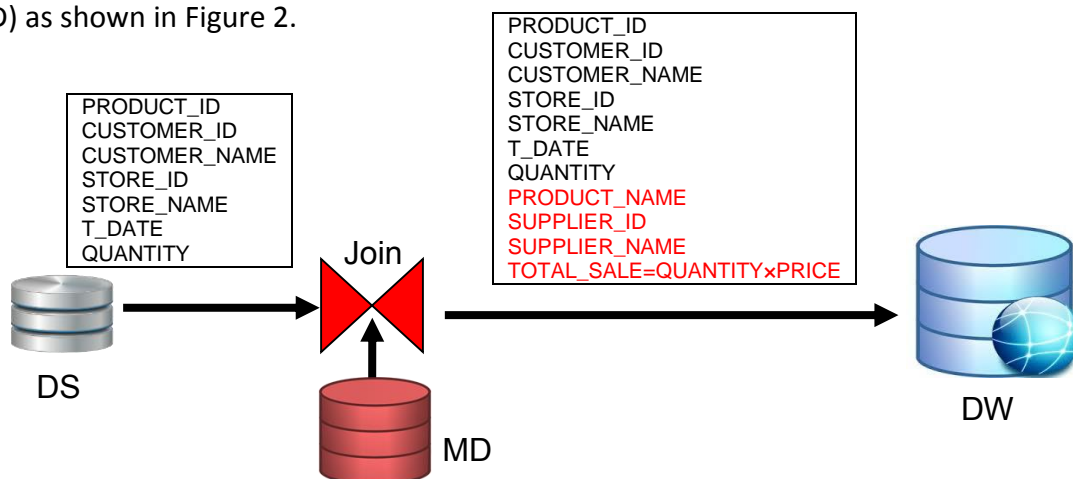 D) as shown in Figure 2.
PRODUCT_ID
CUSTOMER_ID
CUSTOMER_NAME
STORE_ID
STORE_NAME
T_DATE
QUANTITY
PRODUCT_ID
CUSTOMER_ID
CUSTOMER_NAME
STORE_ID
STORE_NAME
T_DATE
QUANTITY
PRODUCT_NAME
SUPPLIER_ID
SUPPLIER_NAME
TOTAL_SALE=QUANTITY×PRICE
Join
DS
MD
DW